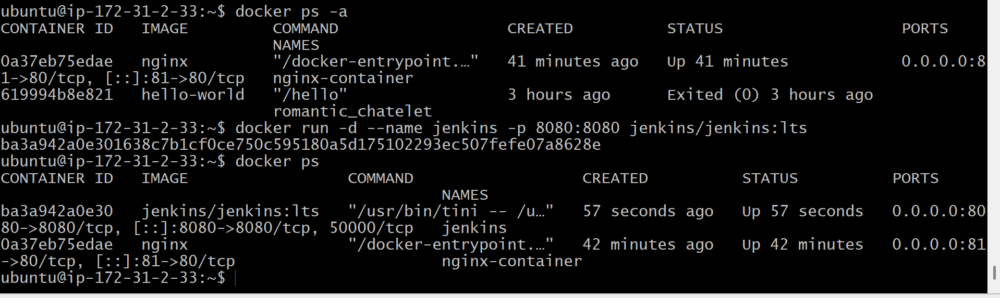 ubuntu@ip-172-31-2-33:~$ docker ps -a
CONTAINER ID   IMAGE         COMMAND                  CREATED          STATUS                   PORTS
                             NAMES
0a37eb75edae   nginx         "/docker-entrypoint.…"   41 minutes ago   Up 41 minutes            0.0.0.0:8
1->80/tcp, [::]:81->80/tcp   nginx-container
619994b8e821   hello-world   "/hello"                 3 hours ago      Exited (0) 3 hours ago
                             romantic_chatelet
ubuntu@ip-172-31-2-33:~$ docker run -d --name jenkins -p 8080:8080 jenkins/jenkins:lts
ba3a942a0e301638c7b1cf0ce750c595180a5d175102293ec507fefe07a8628e
ubuntu@ip-172-31-2-33:~$ docker ps
CONTAINER ID   IMAGE                 COMMAND                  CREATED          STATUS          PORTS
                                               NAMES
ba3a942a0e30   jenkins/jenkins:lts   "/usr/bin/tini -- /u…"   57 seconds ago   Up 57 seconds   0.0.0.0:80
80->8080/tcp, [::]:8080->8080/tcp, 50000/tcp   jenkins
0a37eb75edae   nginx                 "/docker-entrypoint.…"   42 minutes ago   Up 42 minutes   0.0.0.0:81
->80/tcp, [::]:81->80/tcp                      nginx-container
ubuntu@ip-172-31-2-33:~$